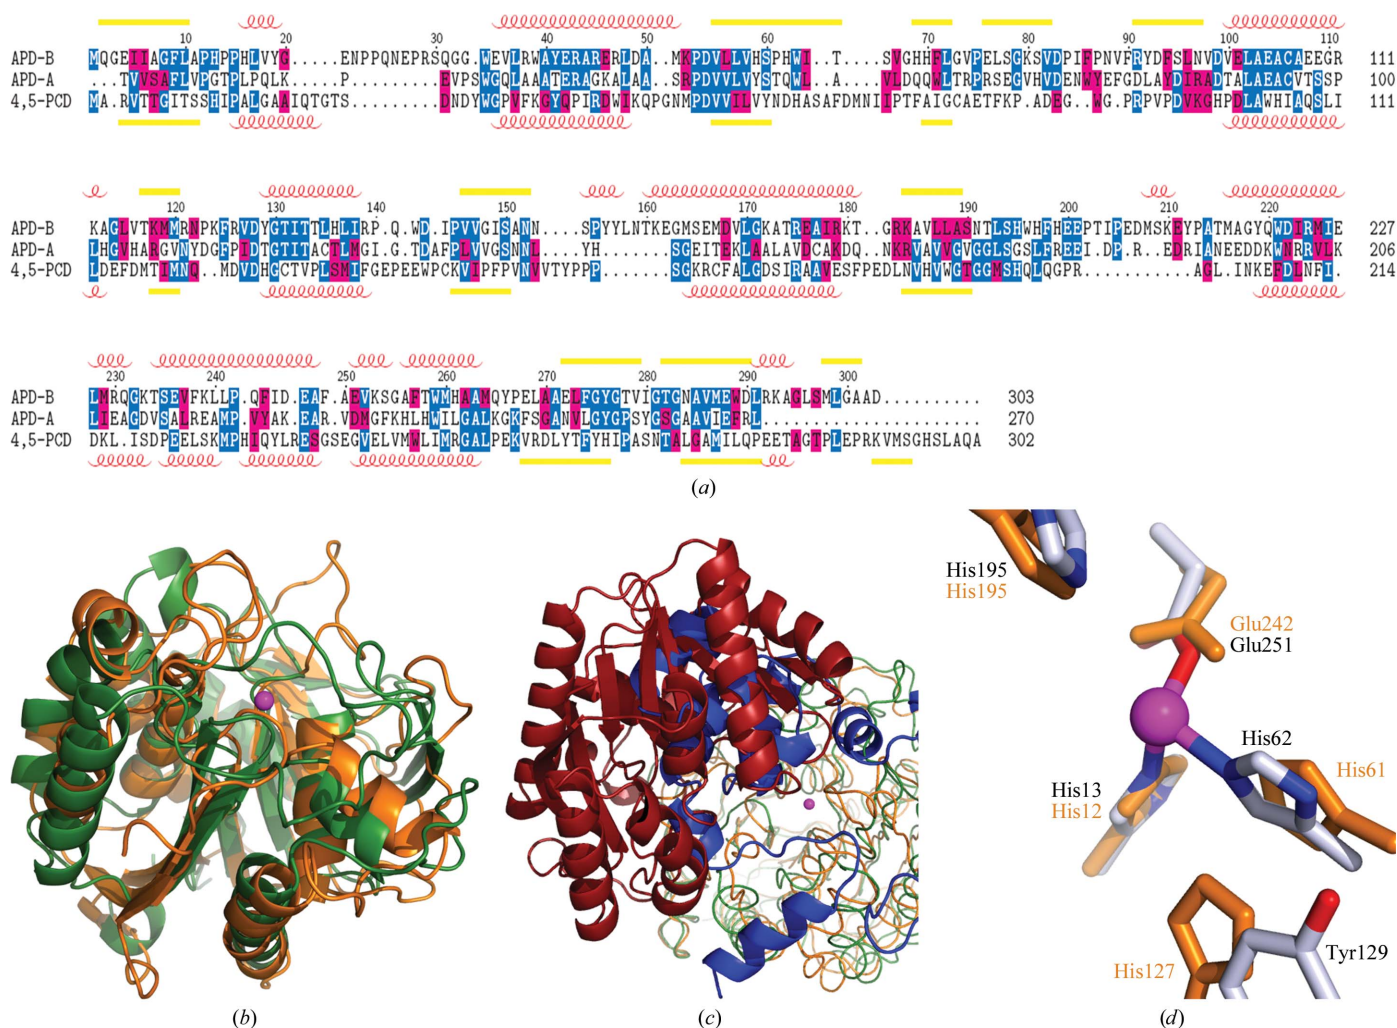 10 20 30 40 50 60 70 80 90 100 110
APD-B MQGEIIAGFLAPHPPHLVYG.....ENPPQNEPRSQGG.WEVLRWAYERARERLDA..MKPDVLLVHSPHWI.T....SVGHHFLGVPELSGKSVDPIFPNVFRYDFSLNVDVELAEACAEEGR 111
APD-A ...TVVSAFLVPGTPLPQLK.....P.........EVPSWGQLAAATERAGKALAA..SRPDVVLVYSTQWL.A....VLDQQWLTRPRSEGVHVDENWYEFGDLAYDIRADTALAEACVTSSP 100
4,5-PCD MA.RVTTGITSSHIPALGAAIQTGTS.........DNDYWGPVFKGYQPIRDWIKQPGNMPDVVILVYNDHASAFDMNIIPTFAIGCAETFKP.ADEG..WG.PRPVPDVKGHPDLAWHIAQSLI 111
120 130 140 150 160 170 180 190 200 210 220
APD-B KAGLVTKMMRNPKFRVDYGTITTLHLIRP.Q.WD.IPVVGISANN....SPYYLNTKEGMSEMDVLGKATREAIRKT..GRKAVLLASNTLSHWHFHEEPTIPEDMSKEYPATMAGYQWDIRMIE 227
APD-A LHGVHARGVNYDGFPIDTGTITACTLMGI.G.TDAFPLVVGSNNL....YH.......SGEITEKLAALAVDCAKDQ..NKRVAVVGVGGLSGSLFREEI.DP.R..EDRIANEEDDKWNRRVLK 206
4,5-PCD LDEFDMTIMNQ..MDVDHGCTVPLSMIFGEPEEWPCKVIPFPVNVVTYPPP.......SGKRCFALGDSIRAAVESFPEDLNVHVWGTGGMSHQLQGPR..........AGL.INKEFDLNFI. 214
230 240 250 260 270 280 290 300
APD-B LMRQGKTSEVFKLLP.QFID.EAF.AEVKSGAFTWMHAAMQYPELAAELFGYGTVIGTGNAVMEWDLRKAGLSMLGAAD.......... 303
APD-A LIEAGDVSALREAMP.VYAK.EAR.VDMGFKHLHWILGALKGKFSGANVLGYGPSYGSGAAVIEFRL...................... 270
4,5-PCD DKL.ISDPEELSKMPHIQYLRESGSEGVELVMWLIMRGALPEKVRDLYTFYHIPASNTALGAMILQPEETAGTPLEPRKVMSGHSLAQA 302
(a)
His195
His195
Glu242
Glu251
His62
His61
His13
His12
Tyr129
His127
(b) (c) (d)